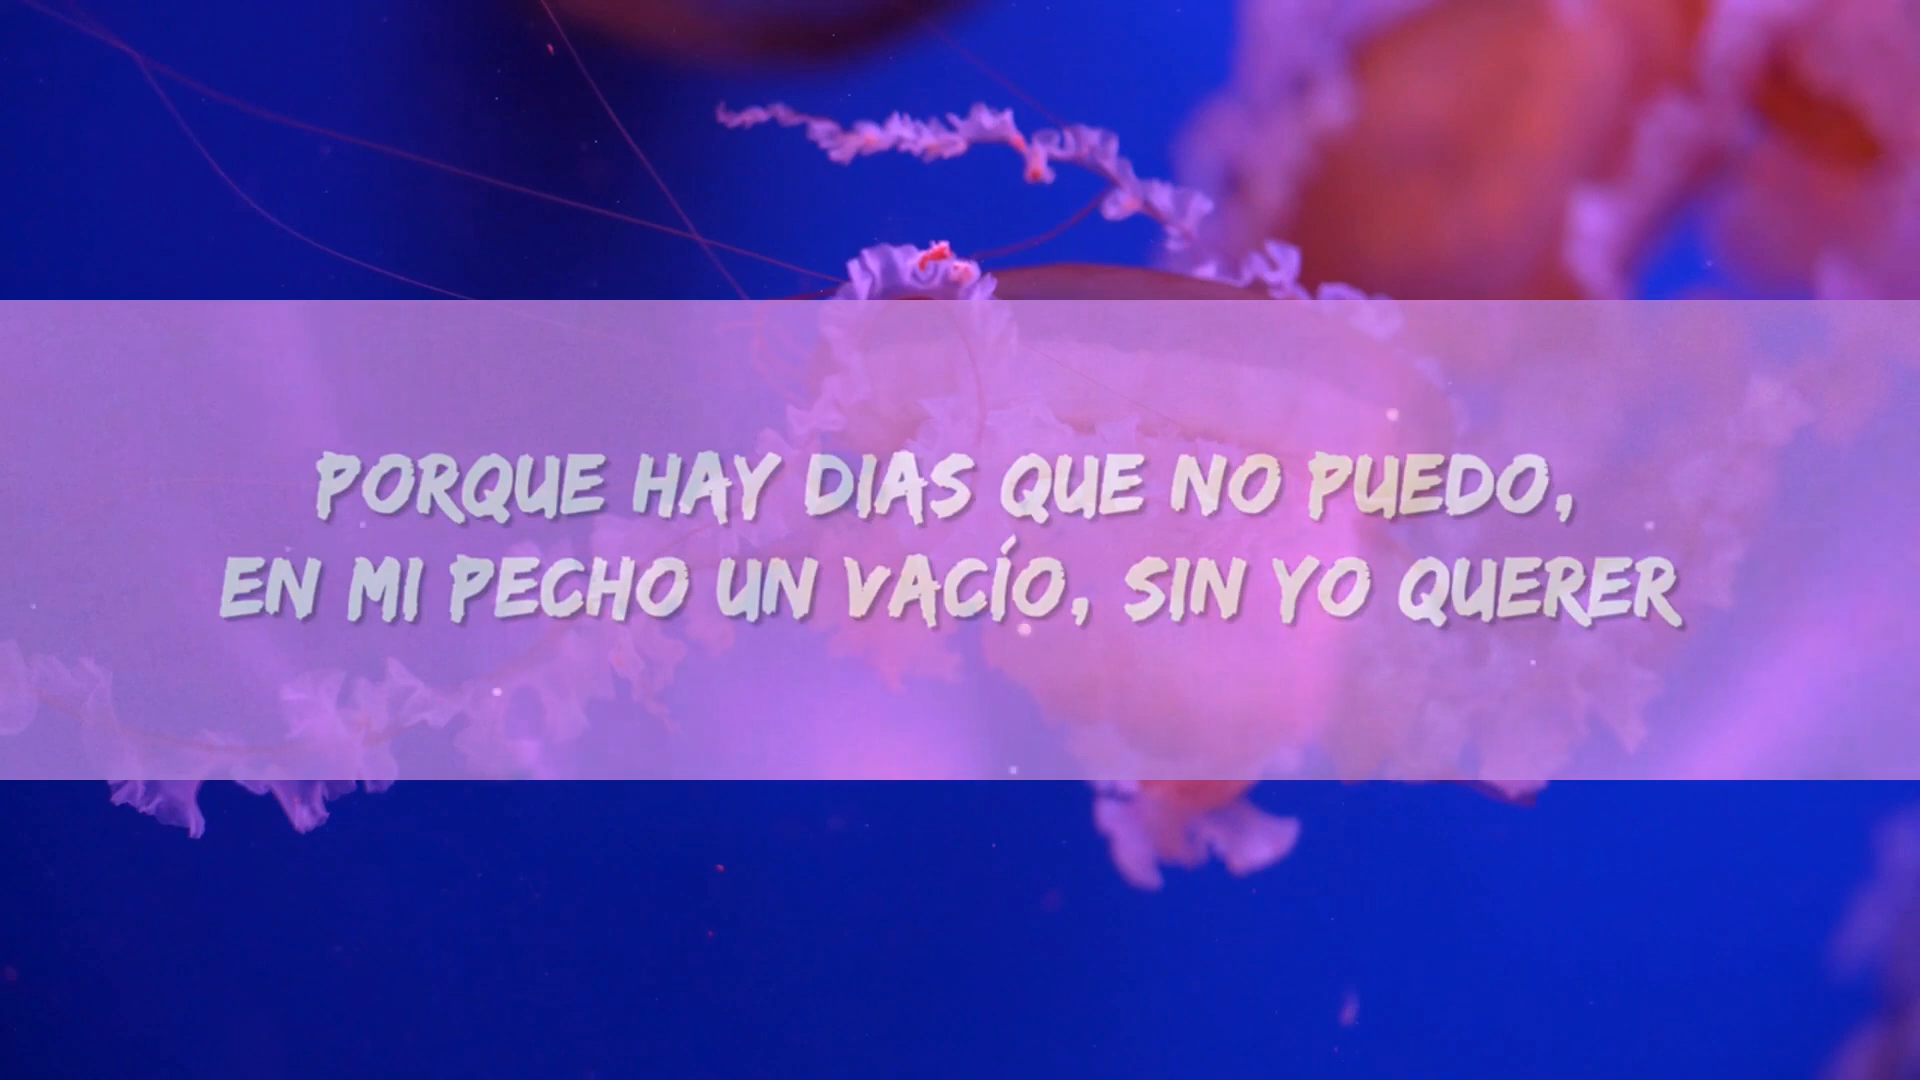 PORQUE HAY DIAS QUE NO PUEDO,
EN MI PECHO UN VACÍO, SIN YO QUERER